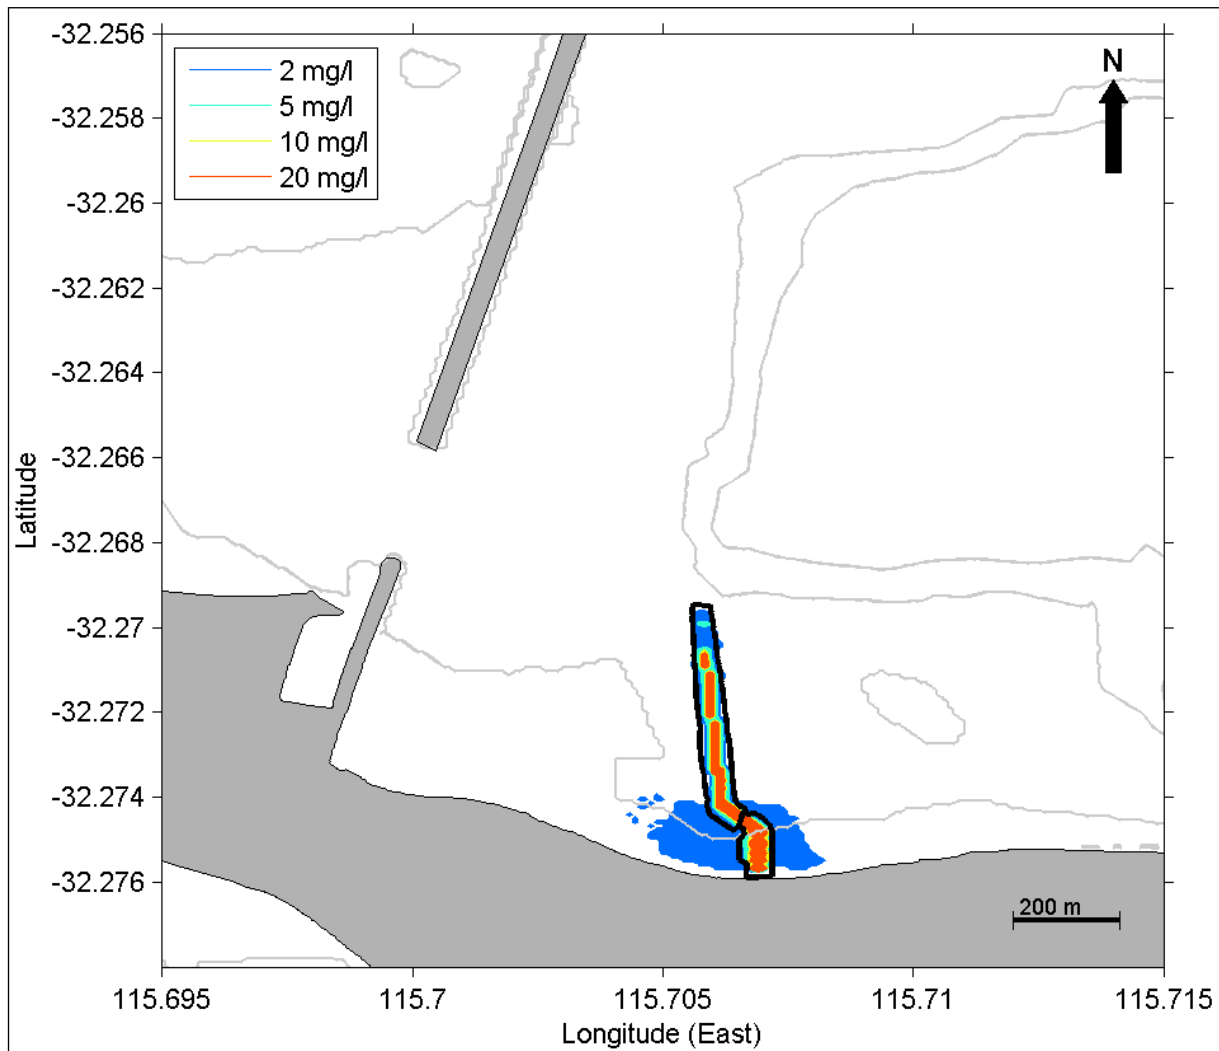 -32.256
-32.258
-32.26
-32.262
-32.264
-32.266
-32.268
-32.27
-32.272
-32.274
-32.276
Latitude
2 mg/l
5 mg/l
10 mg/l
20 mg/l
N
200 m
115.695
115.7
115.705
115.71
115.715
Longitude (East)